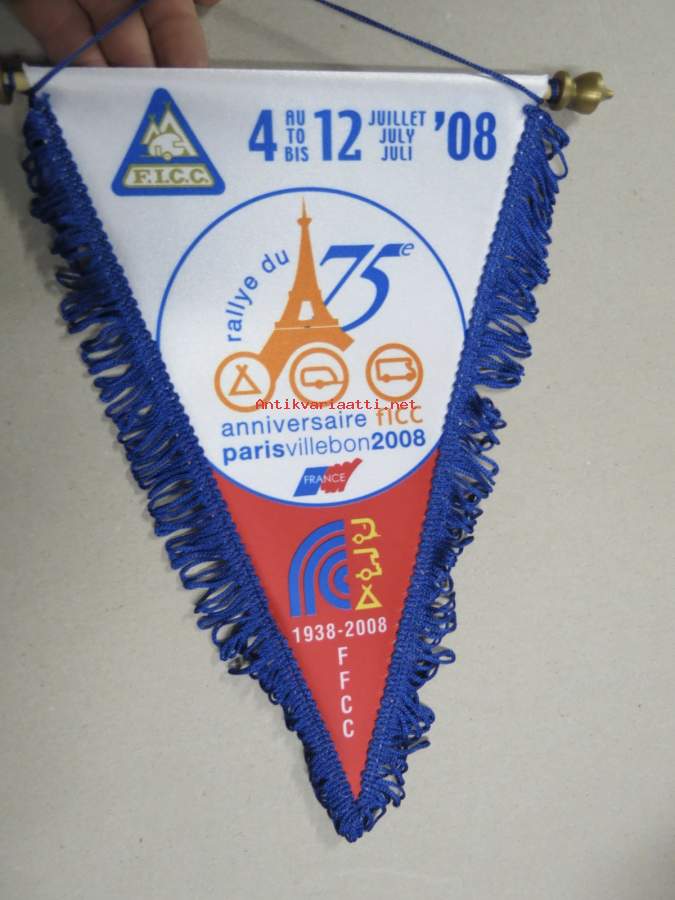 F.I.C.C.
4 AU TO BIS 12 JUILLET JULY JULI '08
rallye du 75e
Antikvariaatti.net
anniversaire fICC
parisvillebon2008
FRANCE
1938-2008
F
F
C
C